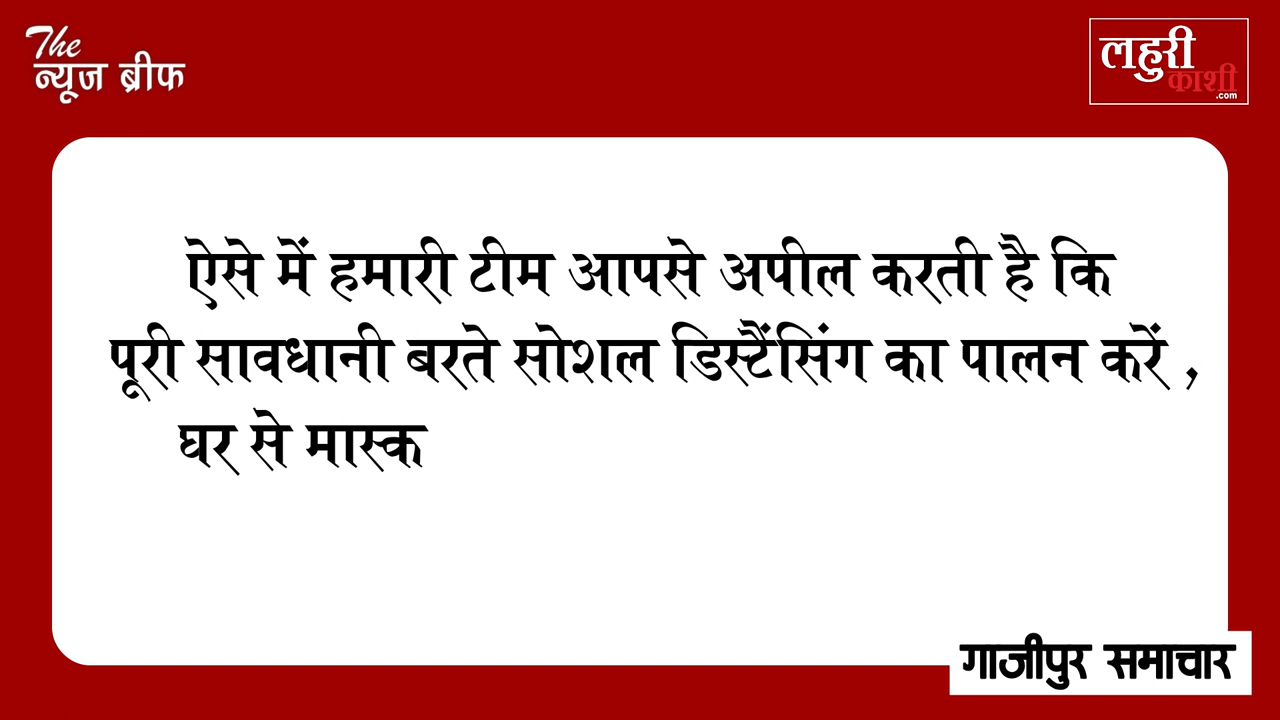 The
न्यूज ब्रीफ
लहुरी
काशी
.com
ऐसे में हमारी टीम आपसे अपील करती है कि
पूरी सावधानी बरते सोशल डिस्टैंसिंग का पालन करें ,
घर से मास्क
गाजीपुर समाचार